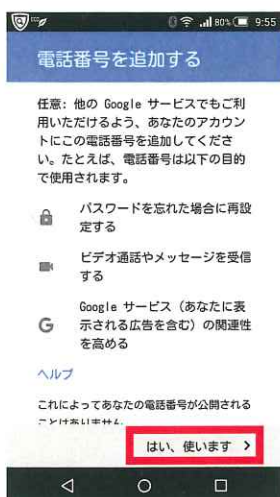 80% 9:55
電話番号を追加する
任意: 他の Google サービスでもご利
用いただけるよう、あなたのアカウン
トにこの電話番号を追加してくださ
い。たとえば、電話番号は以下の目的
で使用されます。
パスワードを忘れた場合に再設
定する
ビデオ通話やメッセージを受信
する
G
Google サービス（あなたに表
示される広告を含む）の関連性
を高める
ヘルプ
これによってあなたの電話番号が公開される
ことはありません
はい、使います >